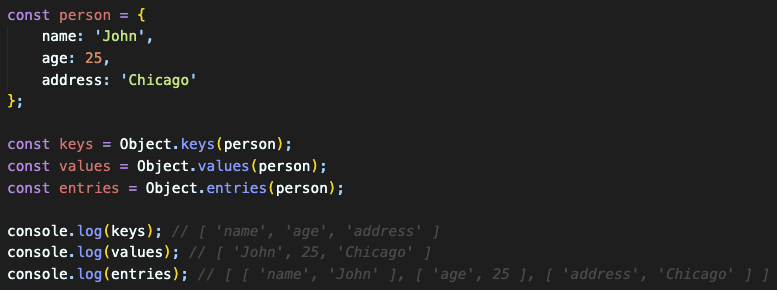 const person = {
    name: 'John',
    age: 25,
    address: 'Chicago'
};
const keys = Object.keys(person);
const values = Object.values(person);
const entries = Object.entries(person);
console.log(keys); // [ 'name', 'age', 'address' ]
console.log(values); // [ 'John', 25, 'Chicago' ]
console.log(entries); // [ [ 'name', 'John' ], [ 'age', 25 ], [ 'address', 'Chicago' ] ]